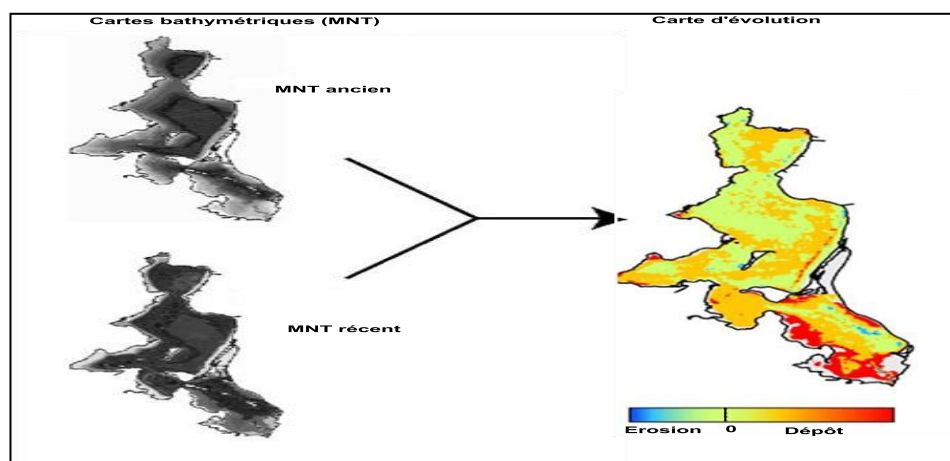 Cartes bathymétriques (MNT)
Carte d'évolution
MNT ancien
MNT récent
Erosion 0 Dépôt